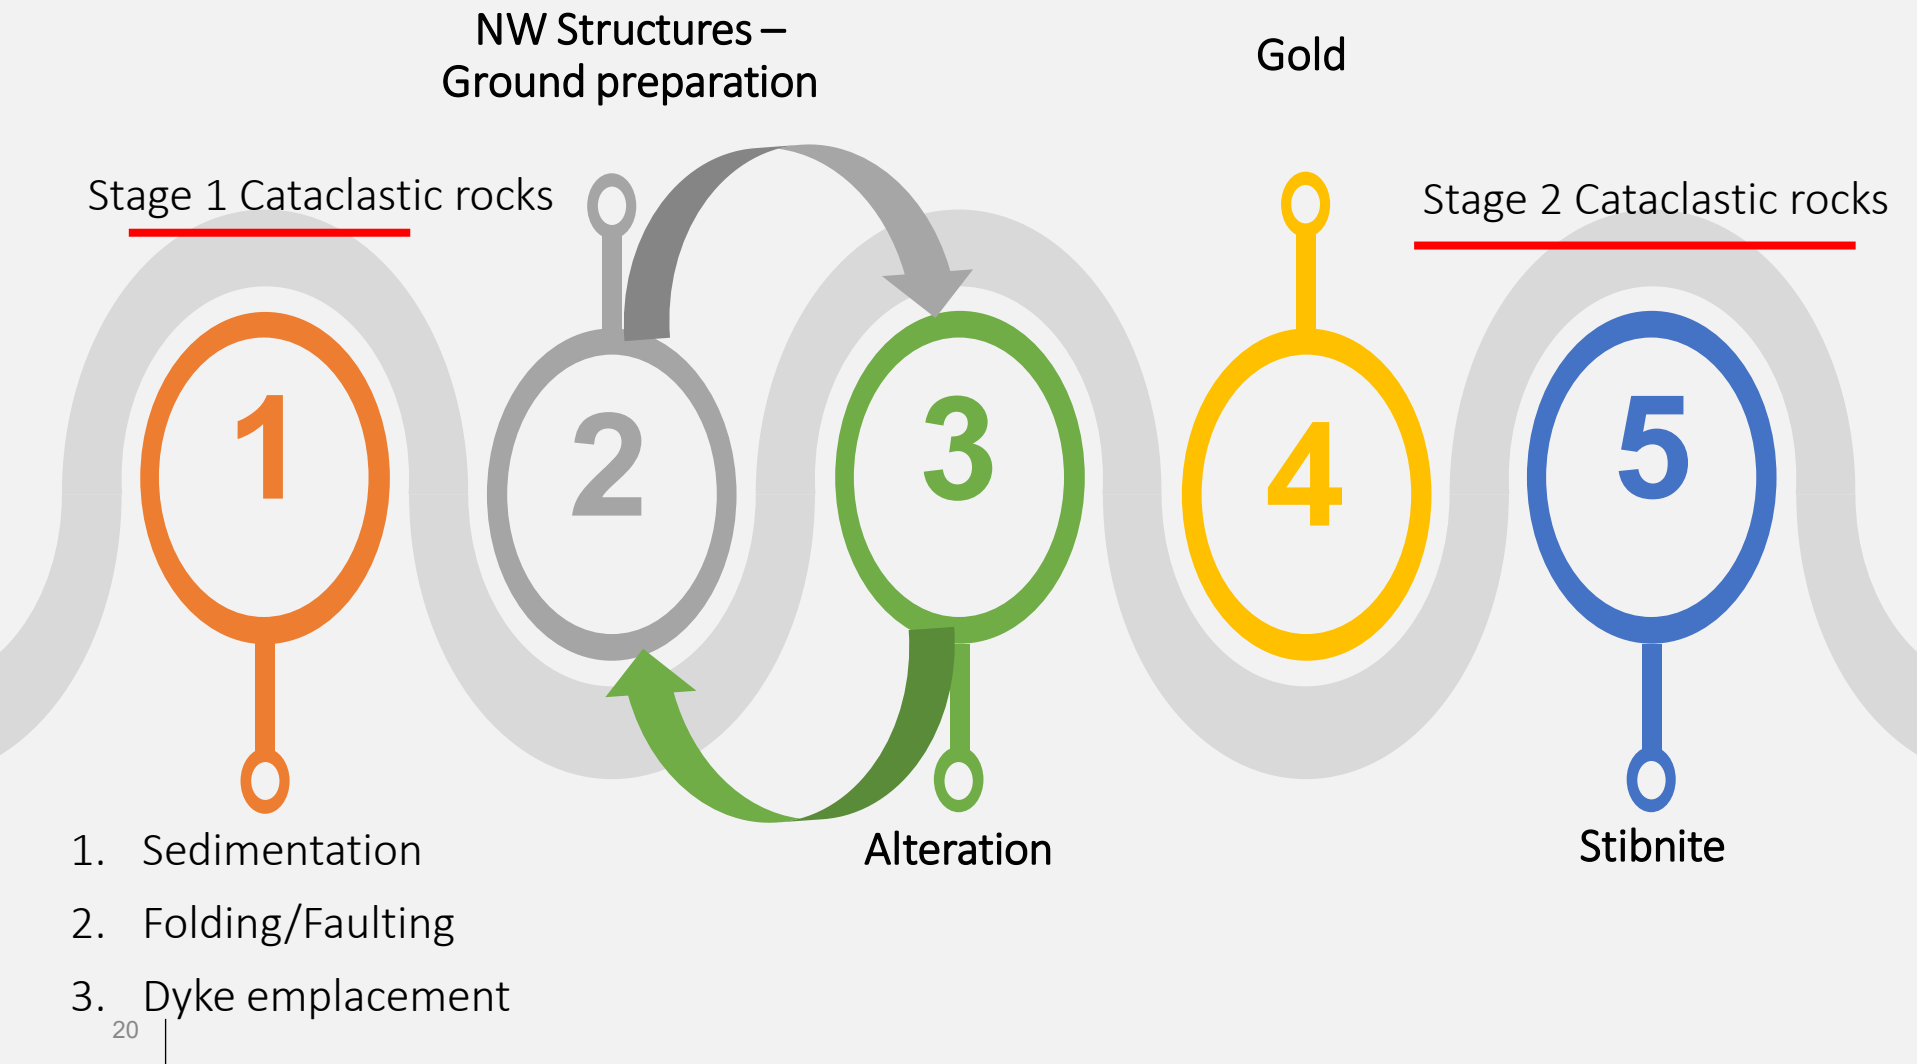 NW Structures –
Ground preparation
Gold
Stage 1 Cataclastic rocks
Stage 2 Cataclastic rocks
1
2
3
4
5
Alteration
Stibnite
1. Sedimentation
2. Folding/Faulting
3. Dyke emplacement
20